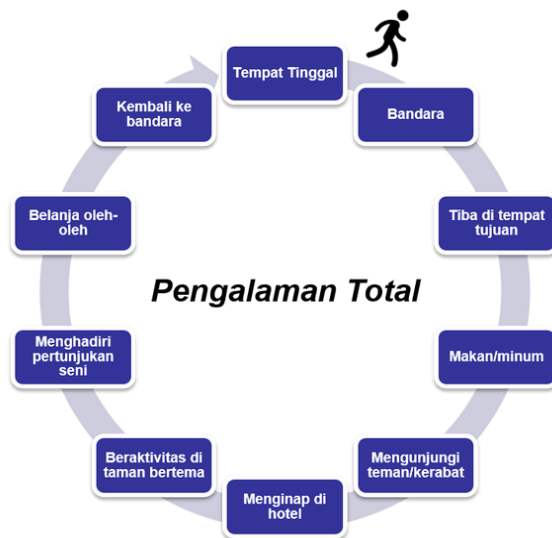 Tempat Tinggal
Bandara
Tiba di tempat
tujuan
Makan/minum
Mengunjungi
teman/kerabat
Menginap di
hotel
Beraktivitas di
taman bertema
Menghadiri
pertunjukan
seni
Belanja oleh-
oleh
Kembali ke
bandara
Pengalaman Total